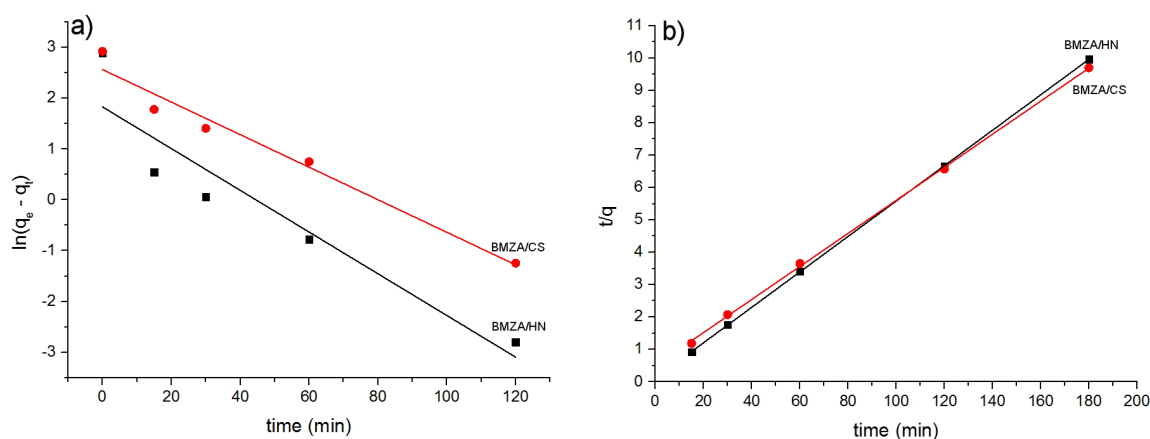 a)
3
2
1
0
-1
-2
-3
ln(qₑ - qₜ)
BMZA/CS
BMZA/HN
0 20 40 60 80 100 120
time (min)
b)
11
10
9
8
7
6
5
4
3
2
1
0
t/q
BMZA/HN
BMZA/CS
0 20 40 60 80 100 120 140 160 180 200
time (min)